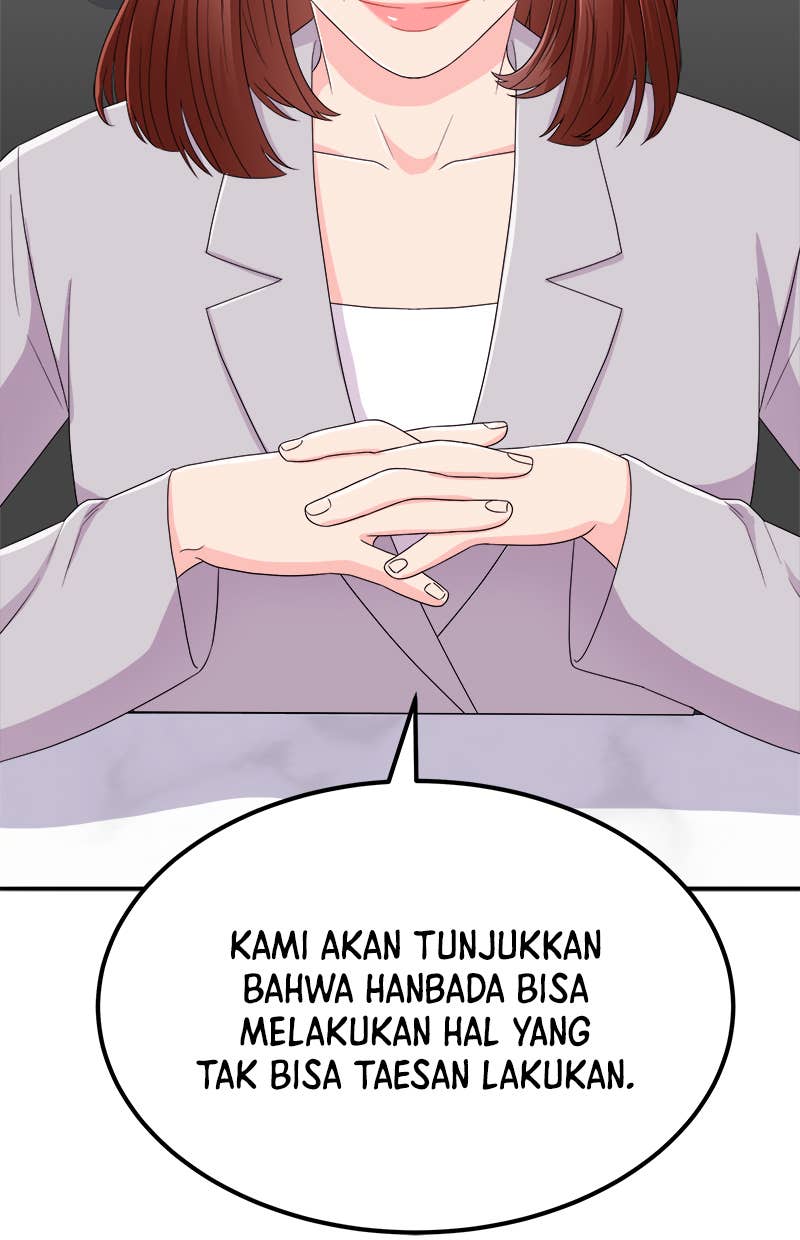 KAMI AKAN TUNJUKKAN
BAHWA HANBADA BISA
MELAKUKAN HAL YANG
TAK BISA TAESAN LAKUKAN.